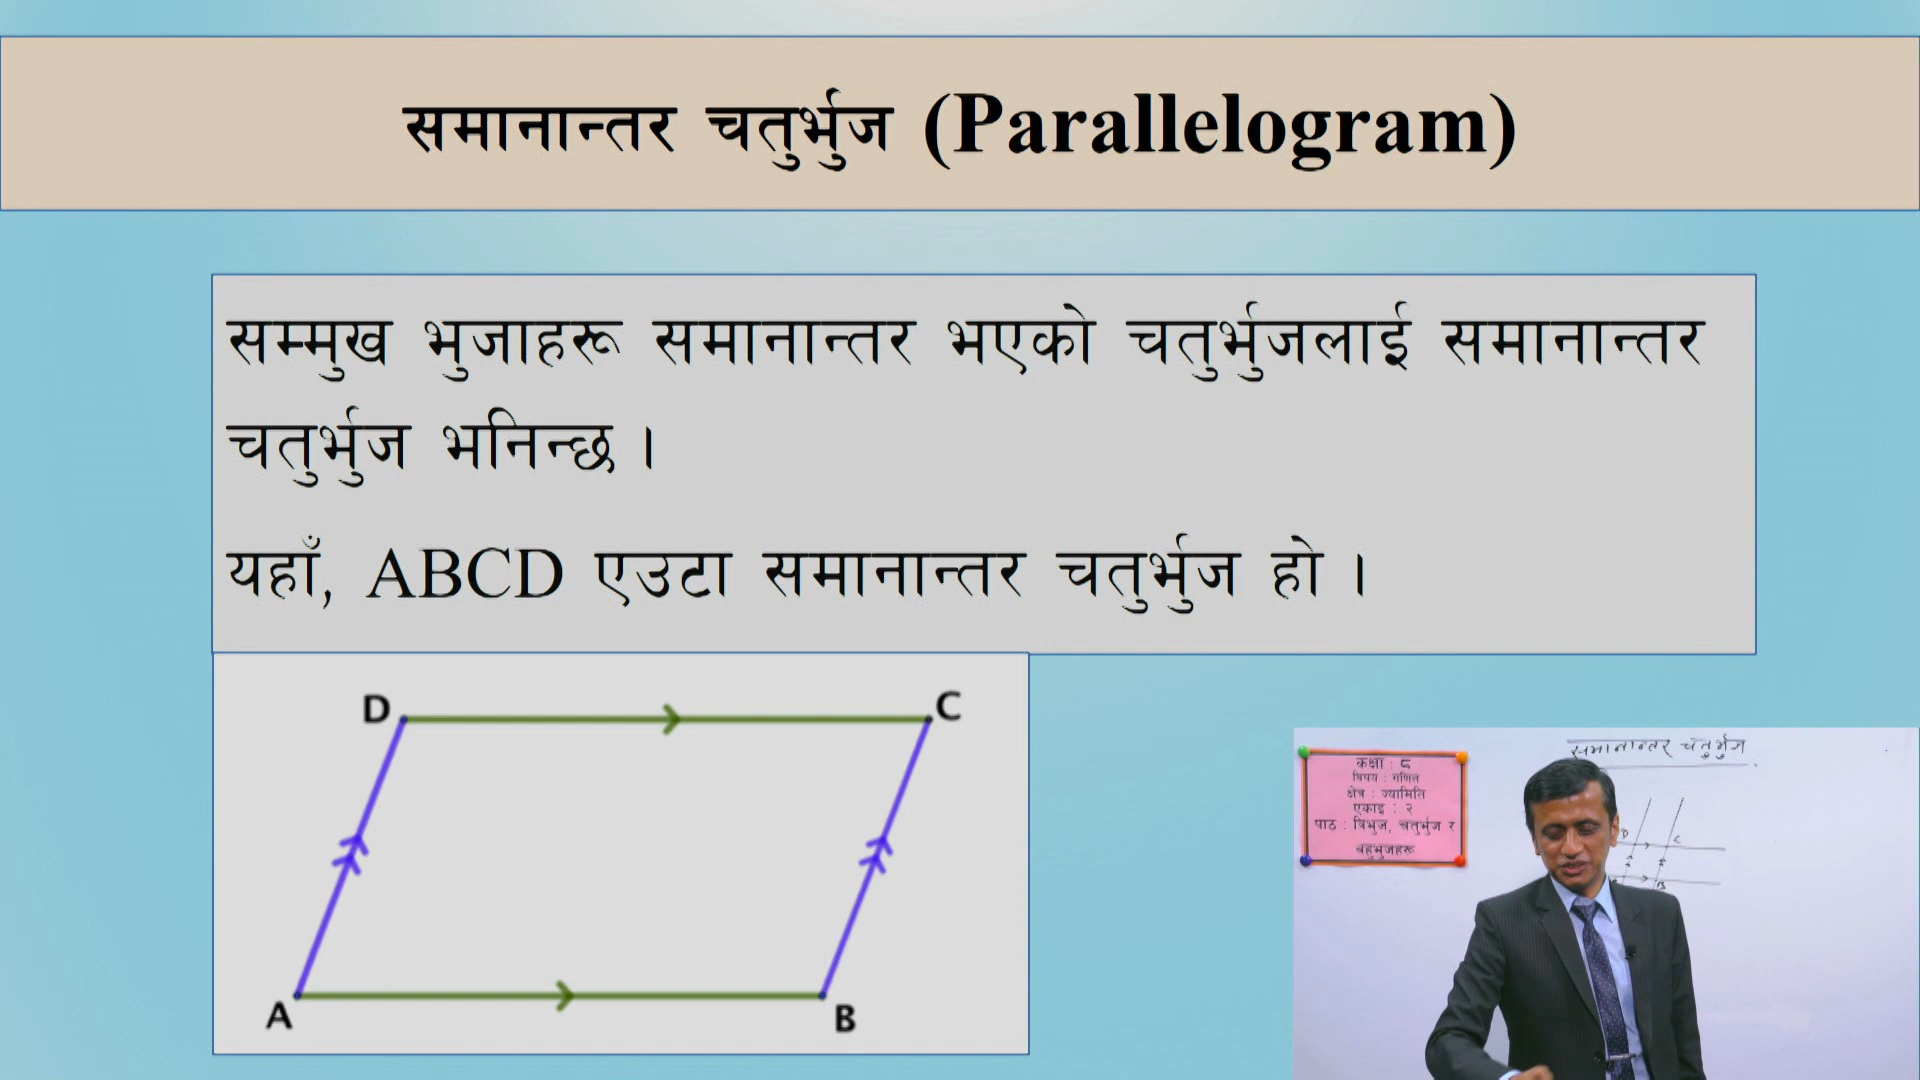 समानान्तर चतुर्भुज (Parallelogram)
सम्मुख भुजाहरू समानान्तर भएको चतुर्भुजलाई समानान्तर
चतुर्भुज भनिन्छ ।
यहाँ, ABCD एउटा समानान्तर चतुर्भुज हो ।
D
C
A
B
समानान्तर चतुर्भुज
कक्षा : ८
विषय : गणित
क्षेत्र : ज्यामिति
एकाइ : २
पाठ : त्रिभुज, चतुर्भुज र
बहुभुजहरू
D
C
B